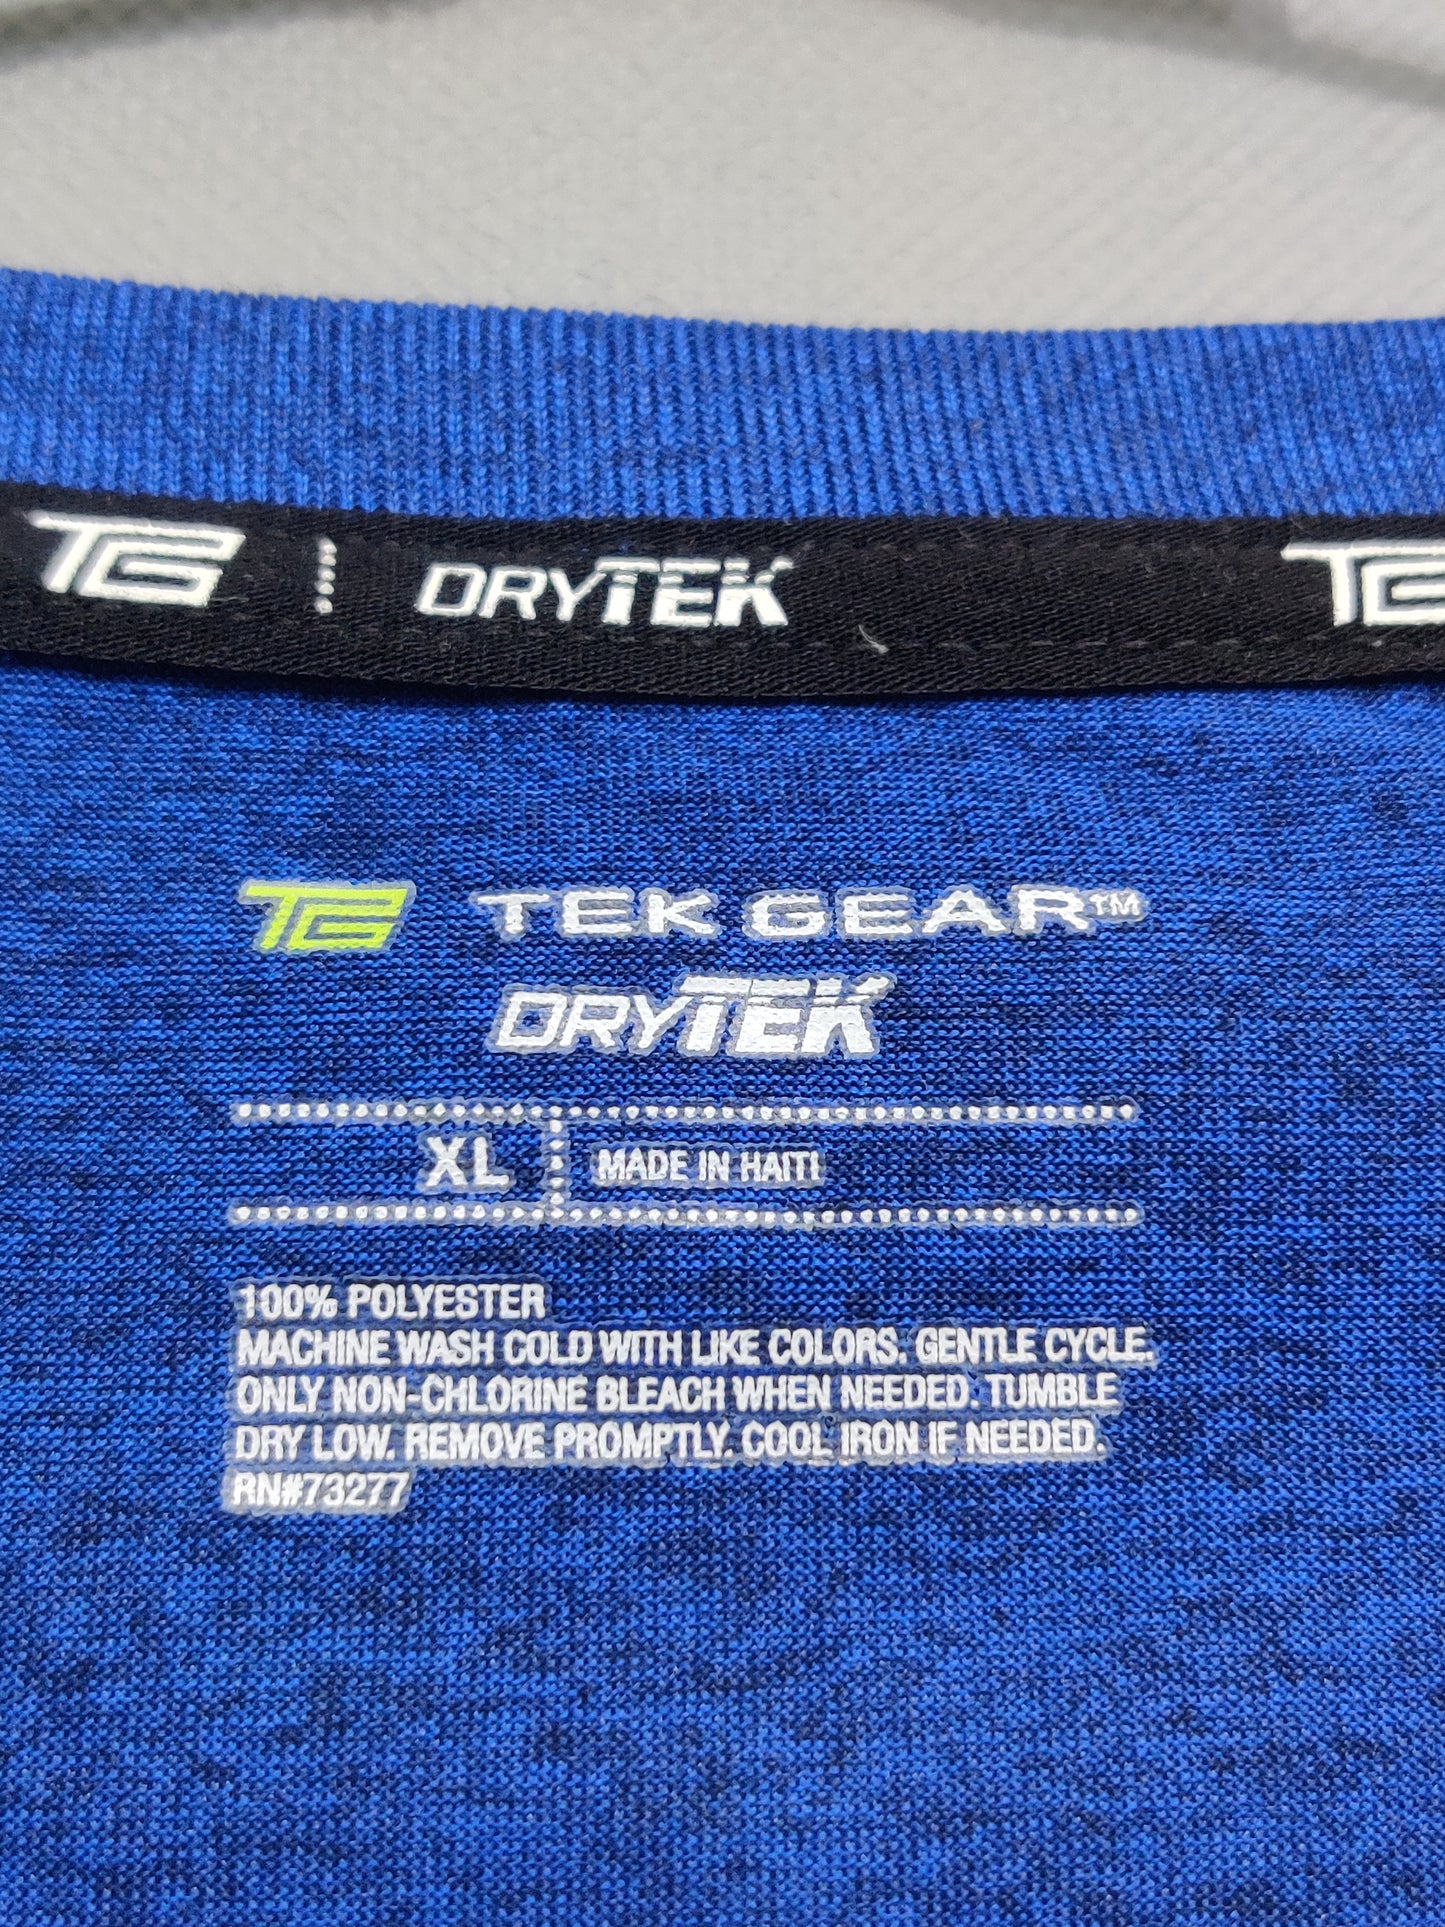 TG DRYTEK TG
TG TEK GEAR™
DRYTEK
XL MADE IN HAITI
100% POLYESTER
MACHINE WASH COLD WITH LIKE COLORS. GENTLE CYCLE.
ONLY NON-CHLORINE BLEACH WHEN NEEDED. TUMBLE
DRY LOW. REMOVE PROMPTLY. COOL IRON IF NEEDED.
RN#73277